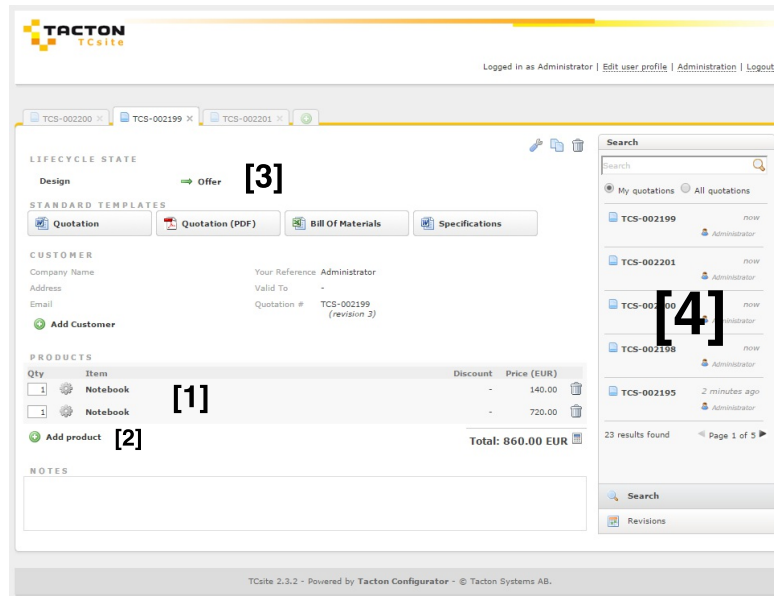 TACTON
TCsite
Logged in as Administrator | Edit user profile | Administration | Logout
TCS-002200 × TCS-002199 × TCS-002201 ×
LIFECYCLE STATE
Design Offer [3]
STANDARD TEMPLATES
Quotation Quotation (PDF) Bill Of Materials Specifications
CUSTOMER
Company Name Your Reference Administrator
Address Valid To -
Email Quotation # TCS-002199
(revision 3)
Add Customer
PRODUCTS
Qty Item Discount Price (EUR)
1 Notebook - 140.00
[1]
1 Notebook - 720.00
Add product [2] Total: 860.00 EUR
NOTES
Search
Search
My quotations All quotations
TCS-002199 now
Administrator
TCS-002201 now
Administrator
[4] now
Administrator
TCS-002198 now
Administrator
TCS-002195 2 minutes ago
Administrator
23 results found Page 1 of 5
Search
Revisions
TCsite 2.3.2 - Powered by Tacton Configurator - © Tacton Systems AB.